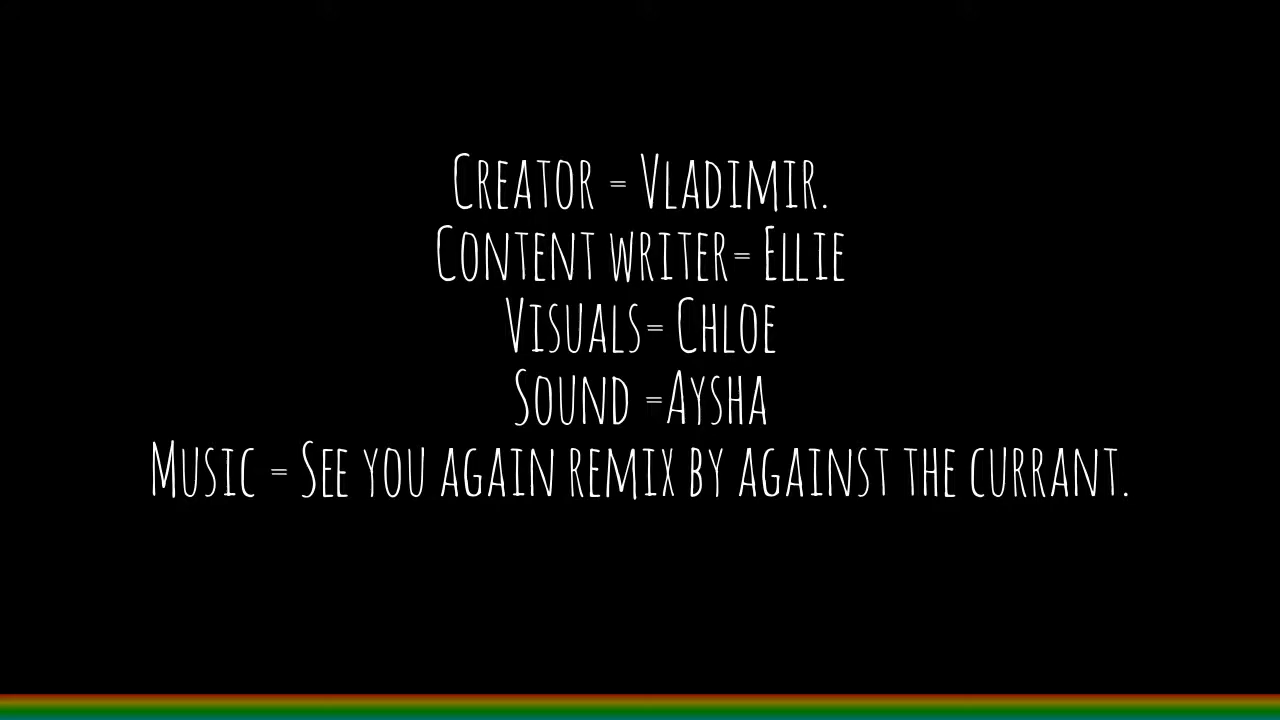 Creator = Vladimir.
Content writer= Ellie
Visuals= Chloe
Sound =Aysha
Music = See you again remix by against the currant.